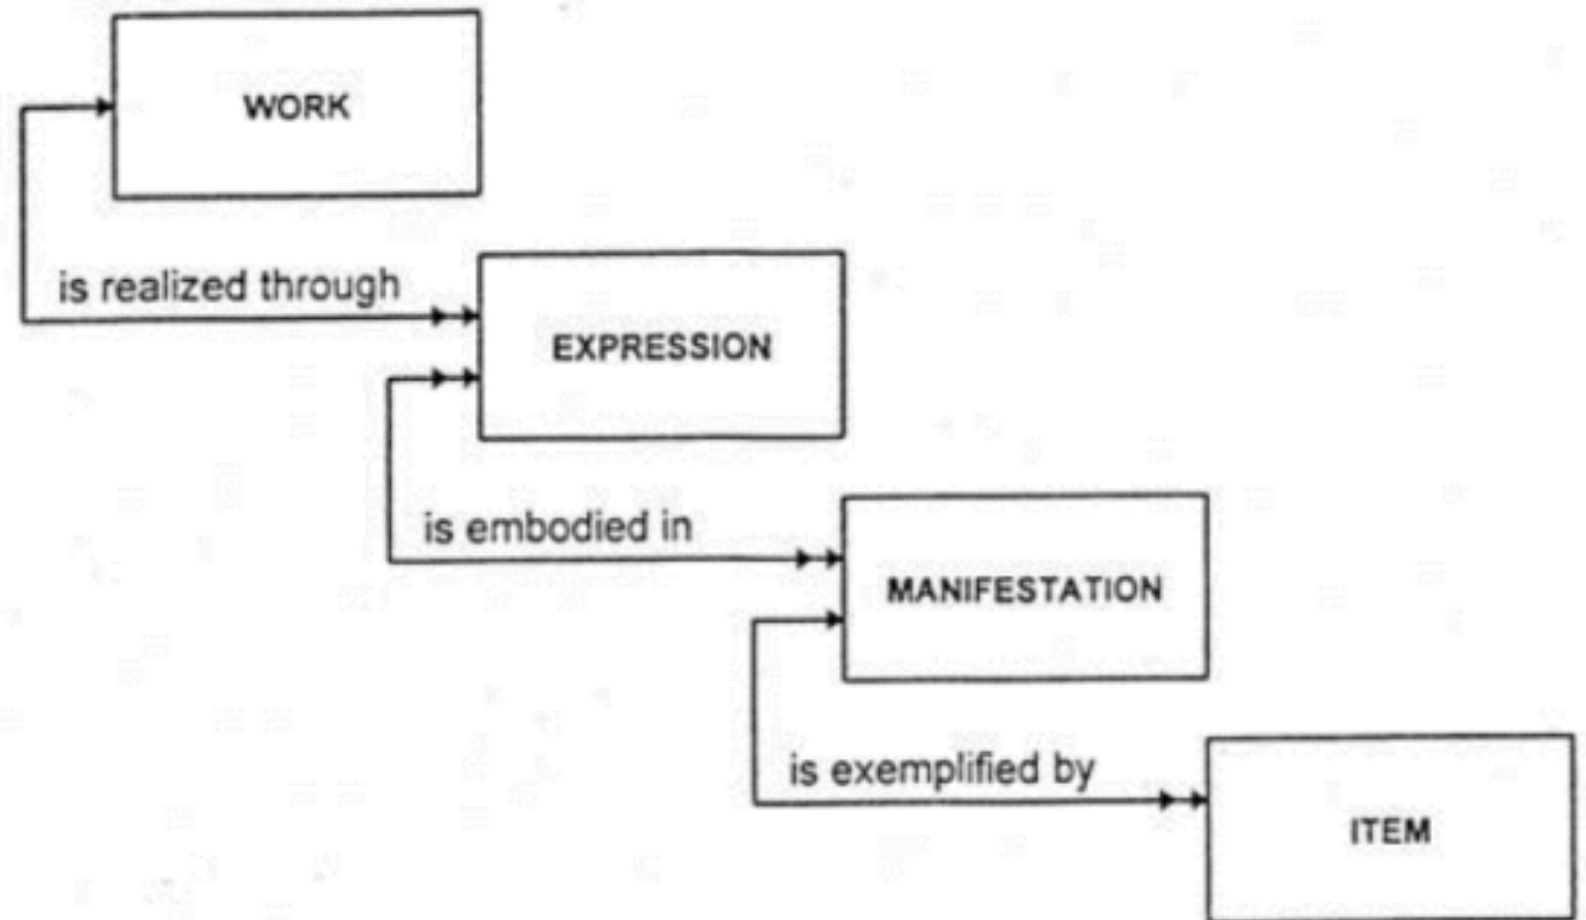 WORK
is realized through
EXPRESSION
is embodied in
MANIFESTATION
is exemplified by
ITEM